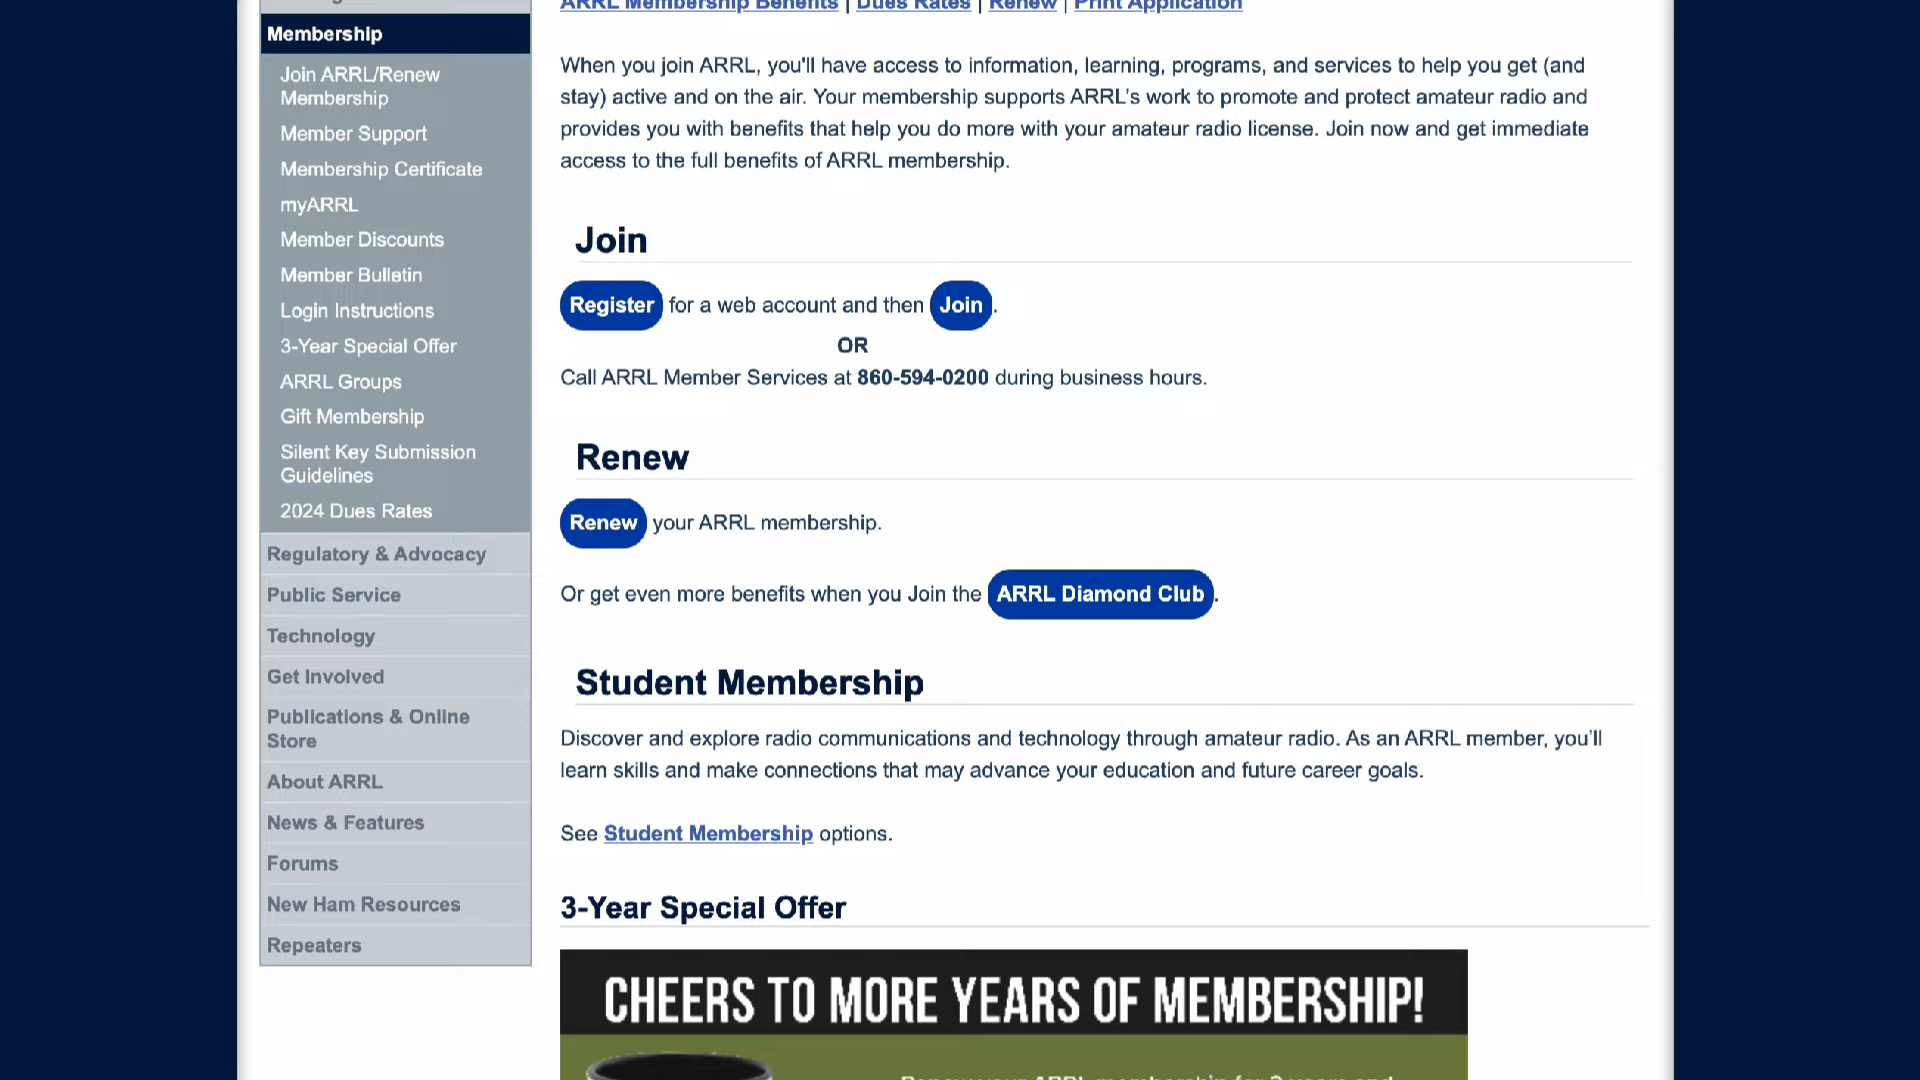 Membership
Join ARRL/Renew
Membership
Member Support
Membership Certificate
myARRL
Member Discounts
Member Bulletin
Login Instructions
3-Year Special Offer
ARRL Groups
Gift Membership
Silent Key Submission
Guidelines
2024 Dues Rates
Regulatory & Advocacy
Public Service
Technology
Get Involved
Publications & Online
Store
About ARRL
News & Features
Forums
New Ham Resources
Repeaters
ARRL Membership Benefits | Dues Rates | Renew | Print Application
When you join ARRL, you'll have access to information, learning, programs, and services to help you get (and
stay) active and on the air. Your membership supports ARRL's work to promote and protect amateur radio and
provides you with benefits that help you do more with your amateur radio license. Join now and get immediate
access to the full benefits of ARRL membership.
Join
Register for a web account and then Join.
OR
Call ARRL Member Services at 860-594-0200 during business hours.
Renew
Renew your ARRL membership.
Or get even more benefits when you Join the ARRL Diamond Club.
Student Membership
Discover and explore radio communications and technology through amateur radio. As an ARRL member, you'll
learn skills and make connections that may advance your education and future career goals.
See Student Membership options.
3-Year Special Offer
CHEERS TO MORE YEARS OF MEMBERSHIP!